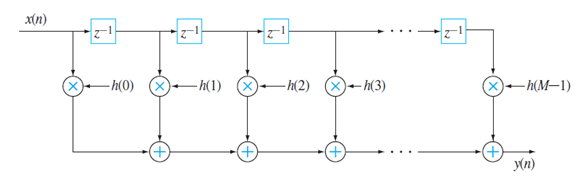 x(n)
z⁻¹ z⁻¹ z⁻¹ · · · z⁻¹
× h(0) × h(1) × h(2) × h(3) × h(M−1)
+ + + · · · +
y(n)